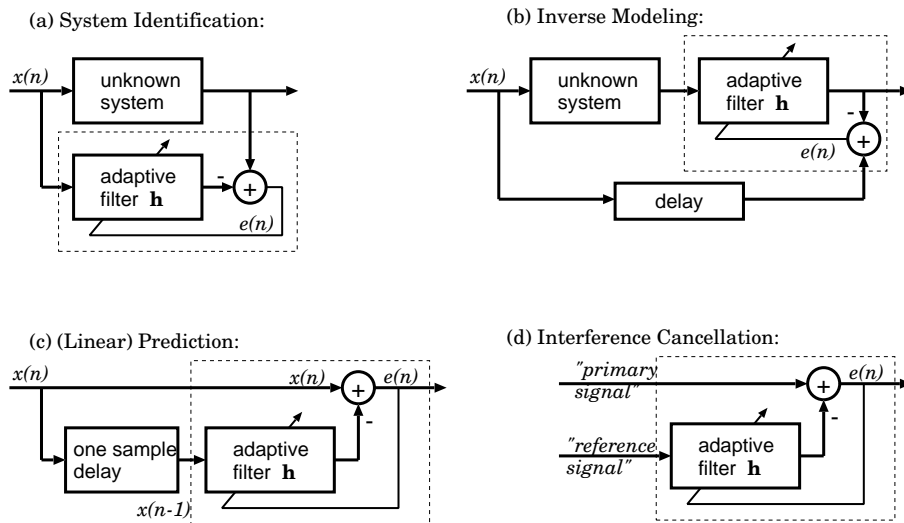 (a) System Identification:
x(n)
unknown
system
adaptive
filter h
-
+
e(n)
(b) Inverse Modeling:
x(n)
unknown
system
adaptive
filter h
-
+
e(n)
delay
(c) (Linear) Prediction:
x(n)
x(n)
+
e(n)
-
one sample
delay
x(n-1)
adaptive
filter h
(d) Interference Cancellation:
"primary
signal"
+
e(n)
-
"reference
signal"
adaptive
filter h